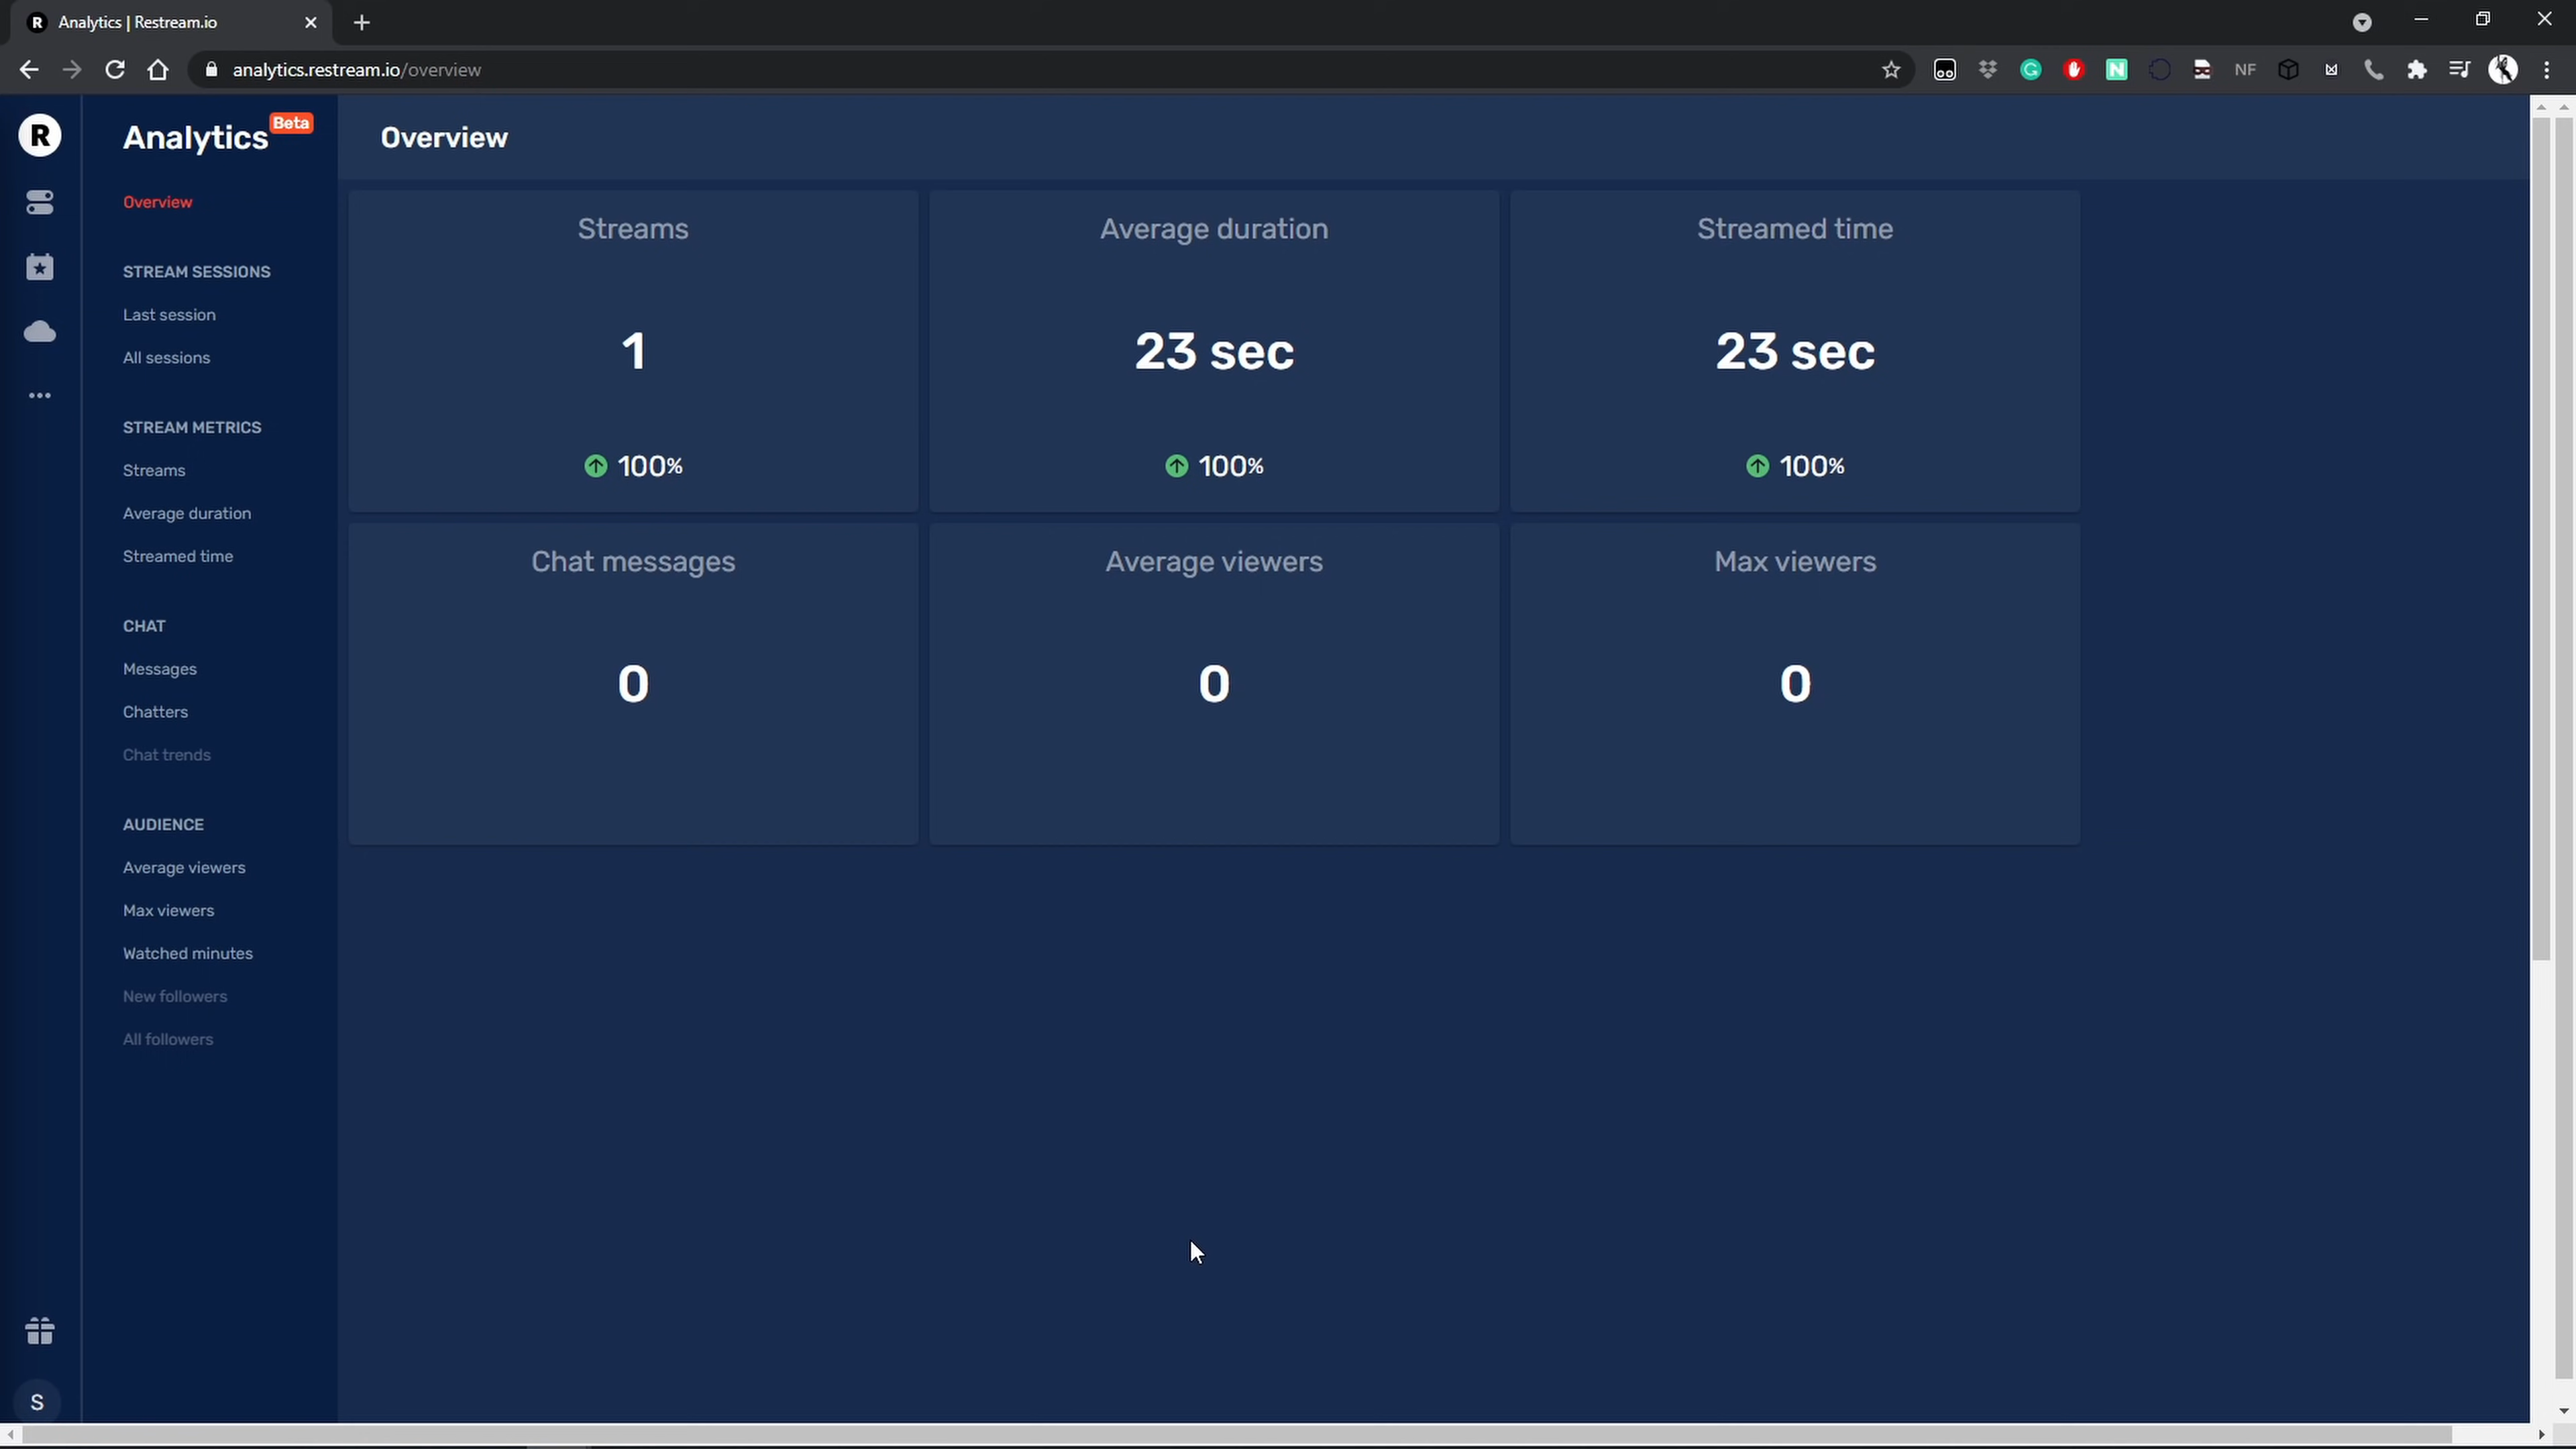 R Analytics | Restream.io
analytics.restream.io/overview
NF
R
Analytics Beta
Overview
Overview
STREAM SESSIONS
Last session
All sessions
STREAM METRICS
Streams
Average duration
Streamed time
CHAT
Messages
Chatters
Chat trends
AUDIENCE
Average viewers
Max viewers
Watched minutes
New followers
All followers
S
Streams
1
100%
Average duration
23 sec
100%
Streamed time
23 sec
100%
Chat messages
0
Average viewers
0
Max viewers
0